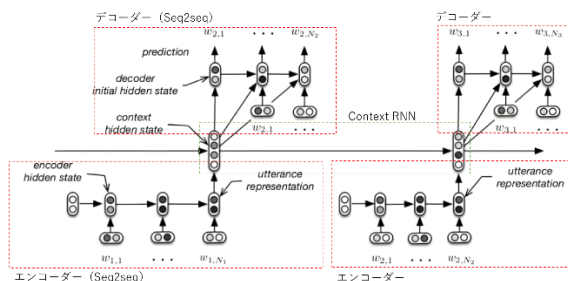 デコーダー (Seq2seq)
デコーダー
w2,1 ··· w2,N2
w3,1 ··· w3,N3
prediction
decoder
initial hidden state
context
hidden state
w2,1 ···
Context RNN
w3,1 ···
encoder
hidden state
utterance
representation
utterance
representation
w1,1 ··· w1,N1
w2,1 ··· w2,N2
エンコーダー (Seq2seq)
エンコーダー